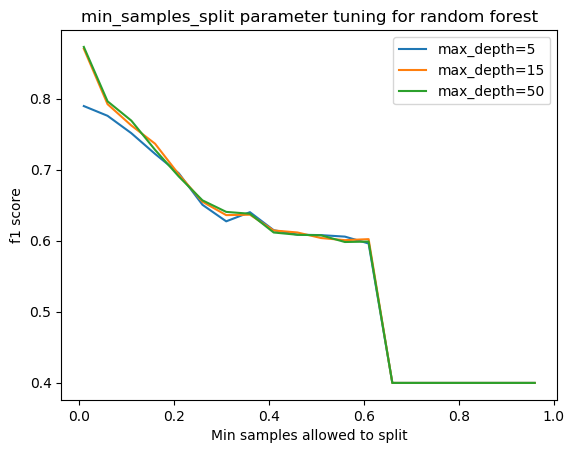 min_samples_split parameter tuning for random forest
max_depth=5
max_depth=15
max_depth=50
f1 score
0.8
0.7
0.6
0.5
0.4
0.0 0.2 0.4 0.6 0.8 1.0
Min samples allowed to split